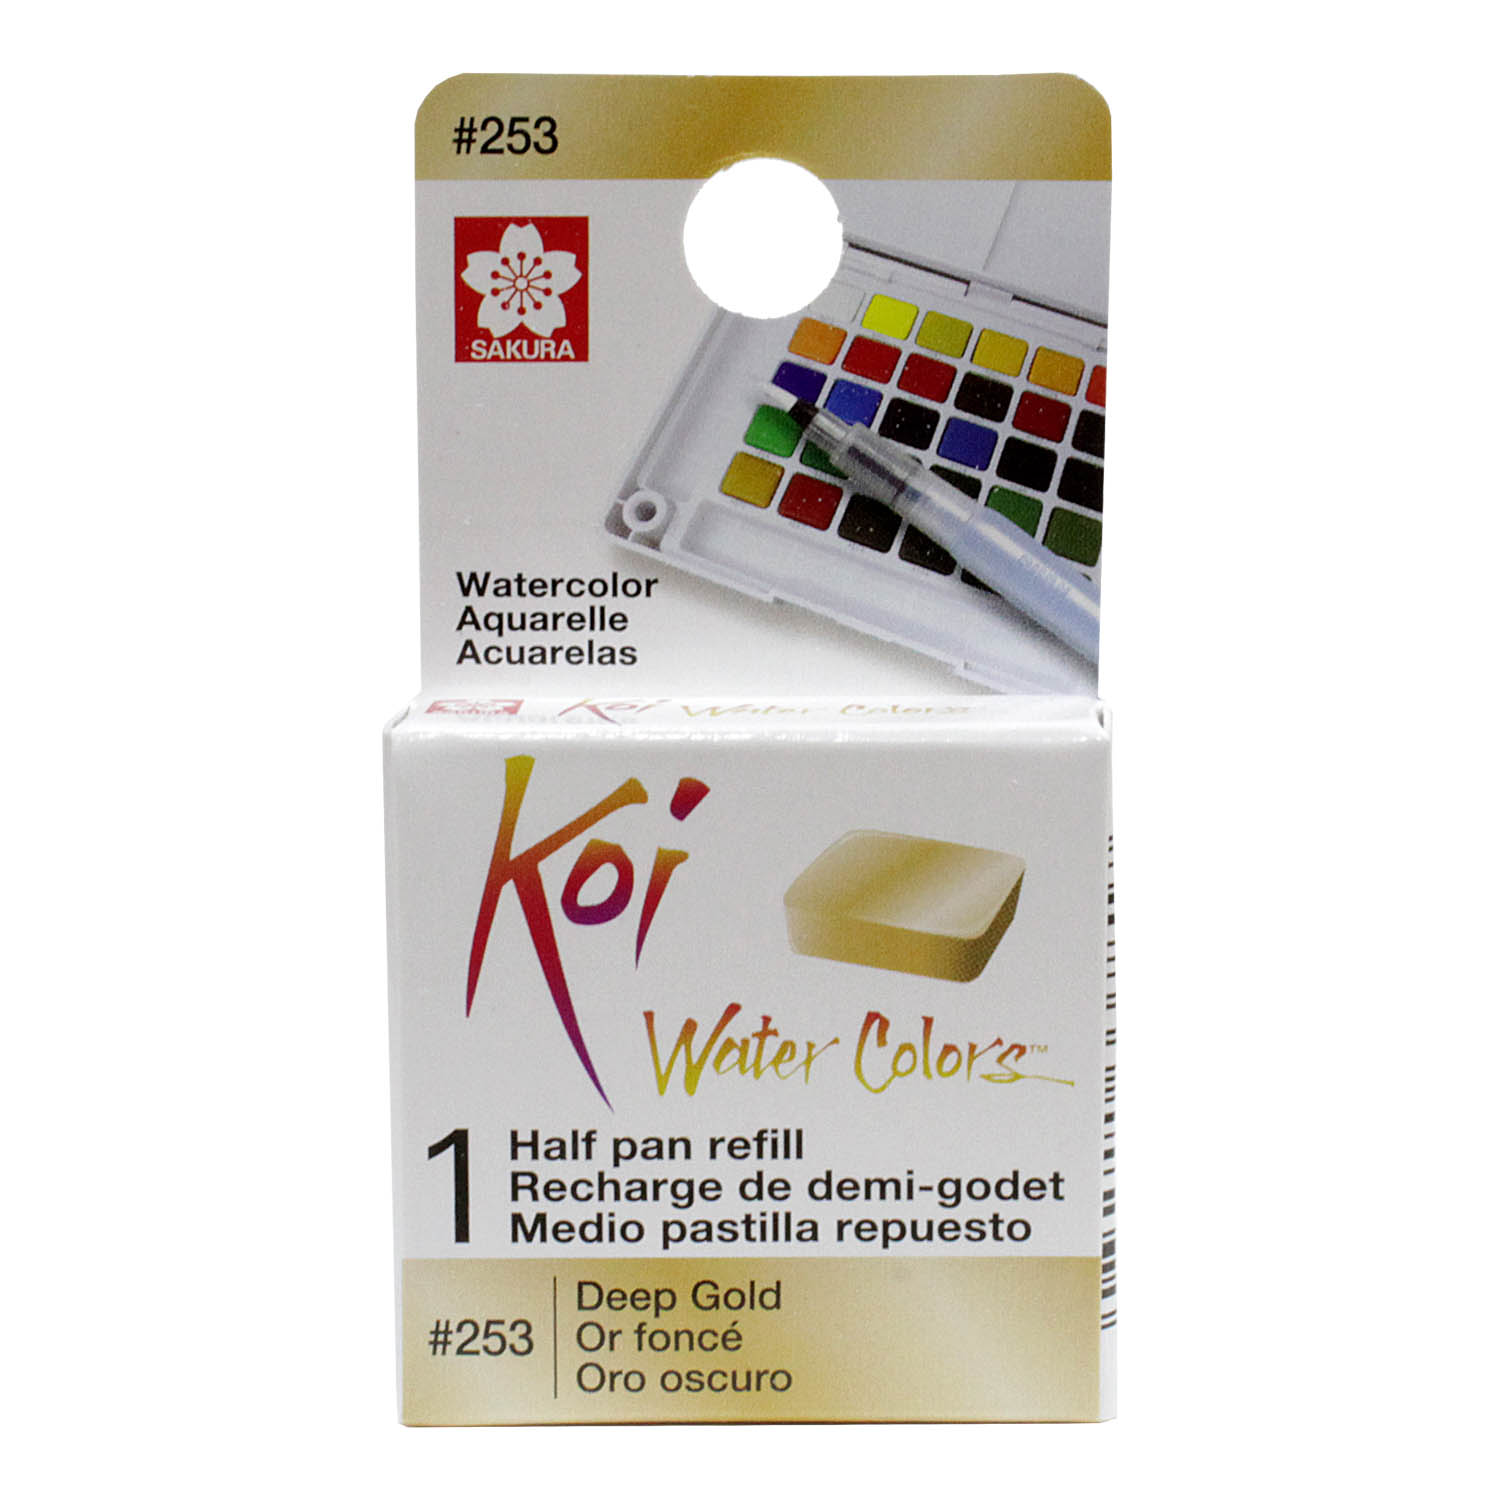 #253
SAKURA
Watercolor
Aquarelle
Acuarelas
Koi Water Colors
Koi
Water Colors™
1
Half pan refill
Recharge de demi-godet
Medio pastilla repuesto
#253
Deep Gold
Or foncé
Oro oscuro